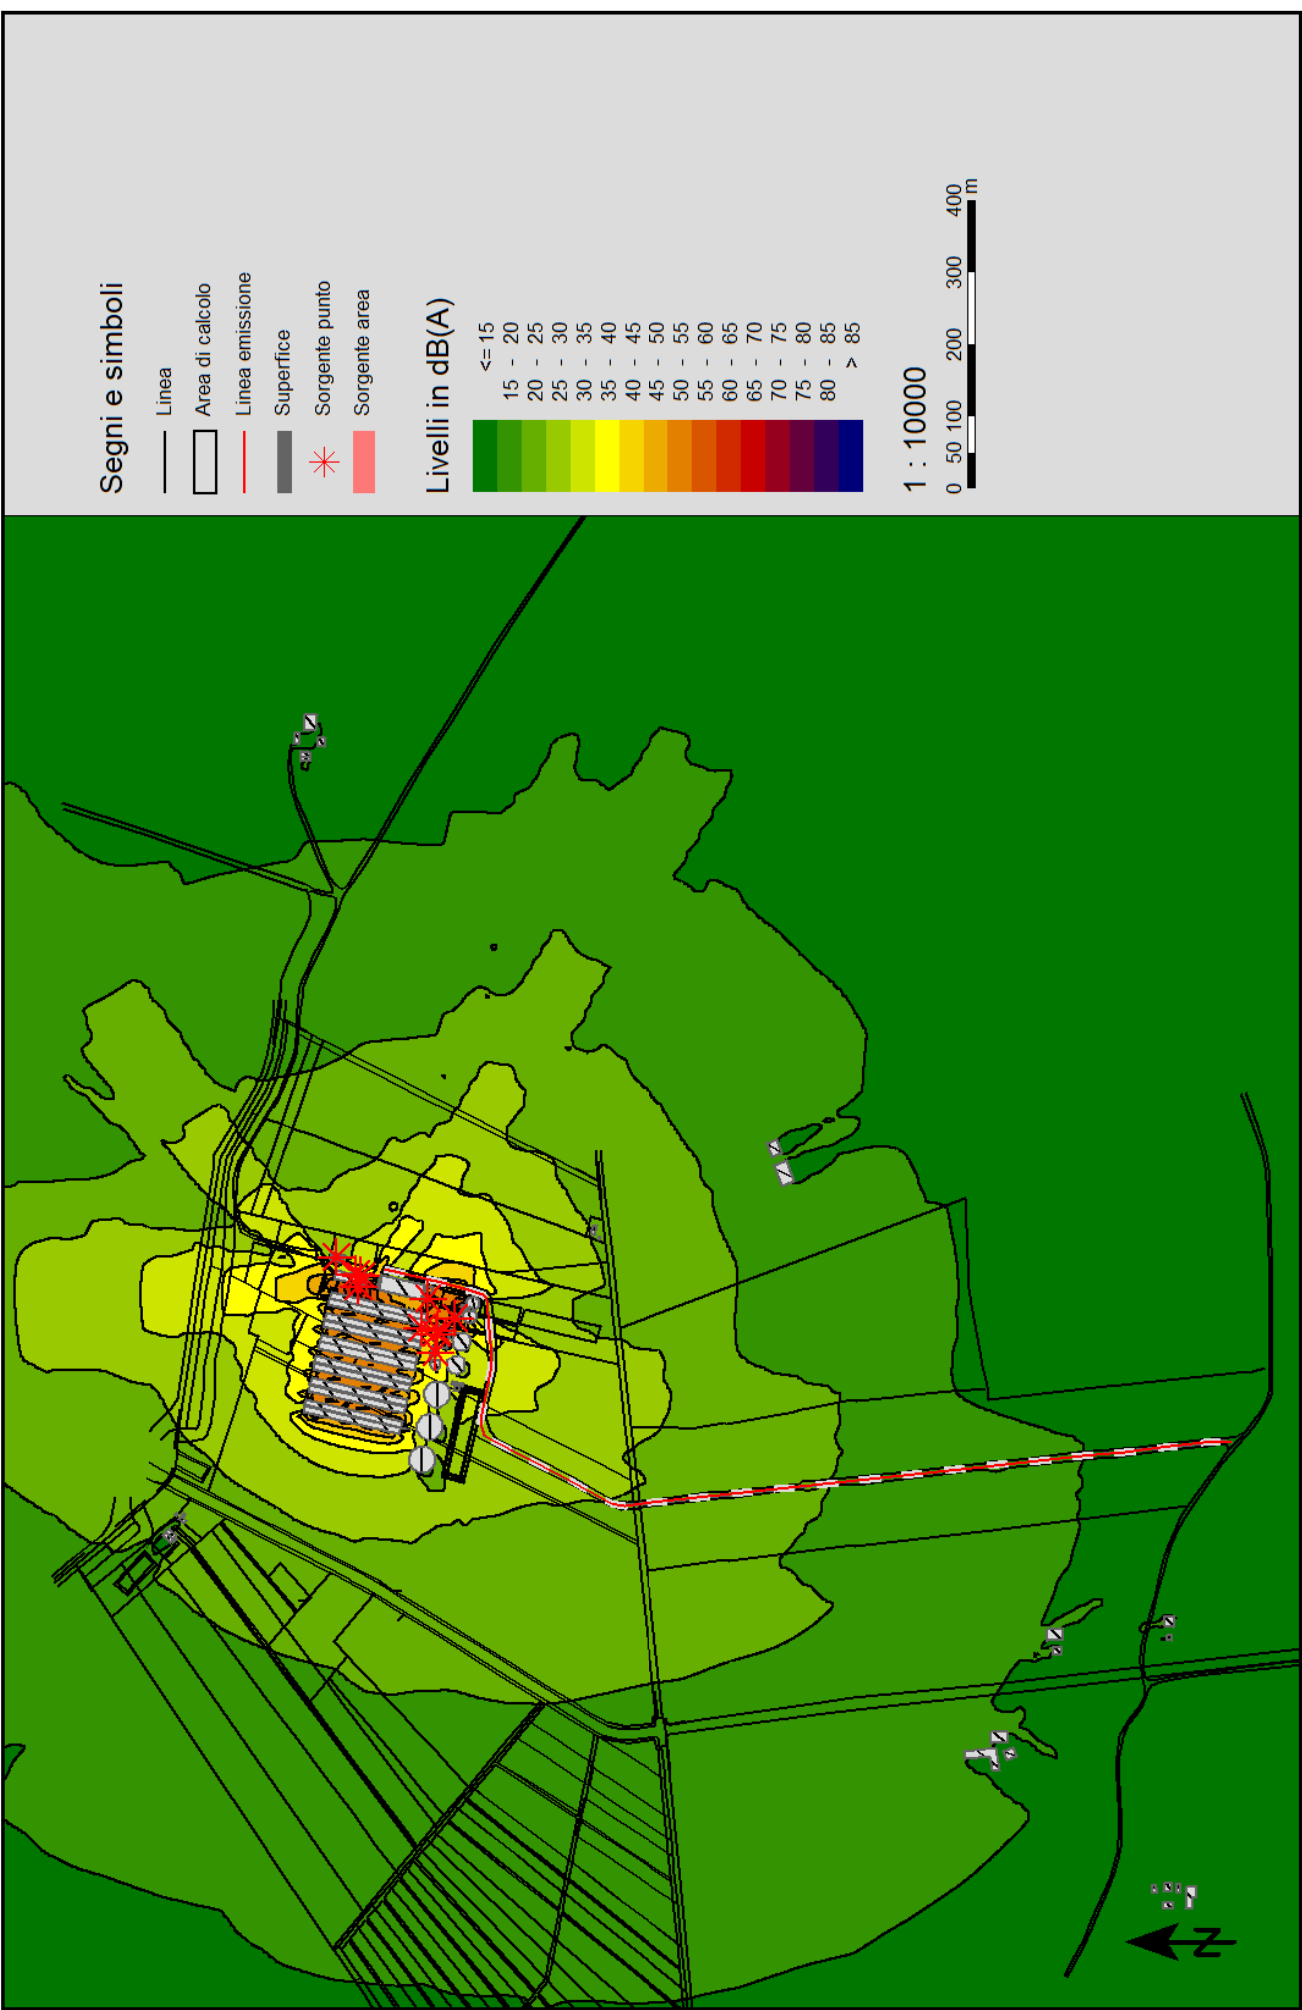 Segni e simboli
Linea
Area di calcolo
Linea emissione
Superfice
Sorgente punto
Sorgente area
Livelli in dB(A)
<= 15
15 - 20
20 - 25
25 - 30
30 - 35
35 - 40
40 - 45
45 - 50
50 - 55
55 - 60
60 - 65
65 - 70
70 - 75
75 - 80
80 - 85
> 85
1 : 10000
0 50 100 200 300 400
m
N